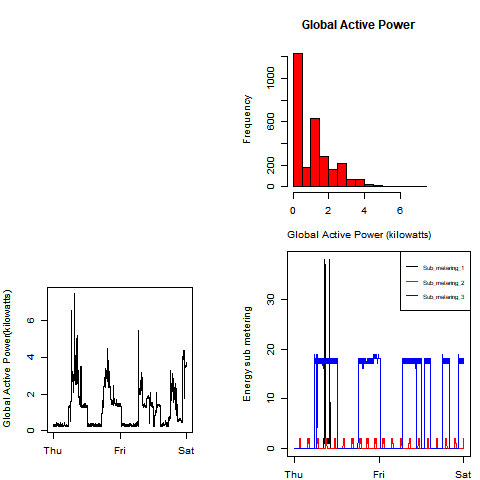 Global Active Power
Frequency
200
600
1000
0 2 4 6
Global Active Power (kilowatts)
Global Active Power(kilowatts)
0
2
4
6
Thu Fri Sat
Energy sub metering
0
10
20
30
Sub_metering_1
Sub_metering_2
Sub_metering_3
Thu Fri Sat